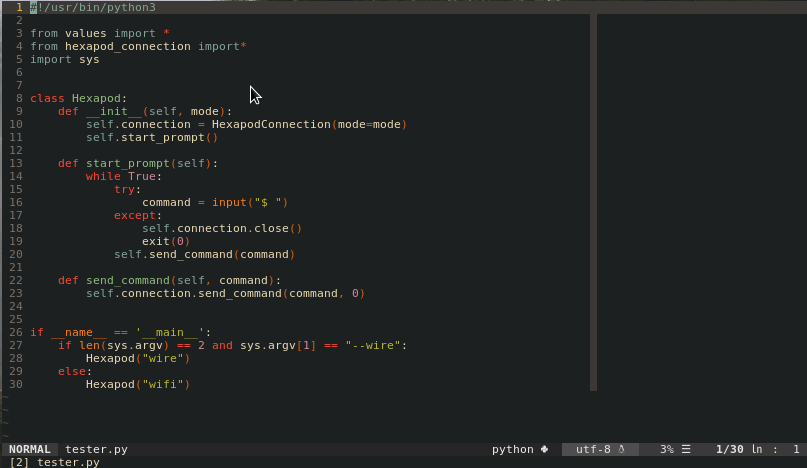 1 #!/usr/bin/python3
2
3 from values import *
4 from hexapod_connection import*
5 import sys
6
7
8 class Hexapod:
9     def __init__(self, mode):
10         self.connection = HexapodConnection(mode=mode)
11         self.start_prompt()
12
13     def start_prompt(self):
14         while True:
15             try:
16                 command = input("$ ")
17             except:
18                 self.connection.close()
19                 exit(0)
20             self.send_command(command)
21
22     def send_command(self, command):
23         self.connection.send_command(command, 0)
24
25
26 if __name__ == '__main__':
27     if len(sys.argv) == 2 and sys.argv[1] == "--wire":
28         Hexapod("wire")
29     else:
30         Hexapod("wifi")
~
~
~
~
NORMAL tester.py python utf-8 3% ☰ 1/30 ln : 1
[2] tester.py